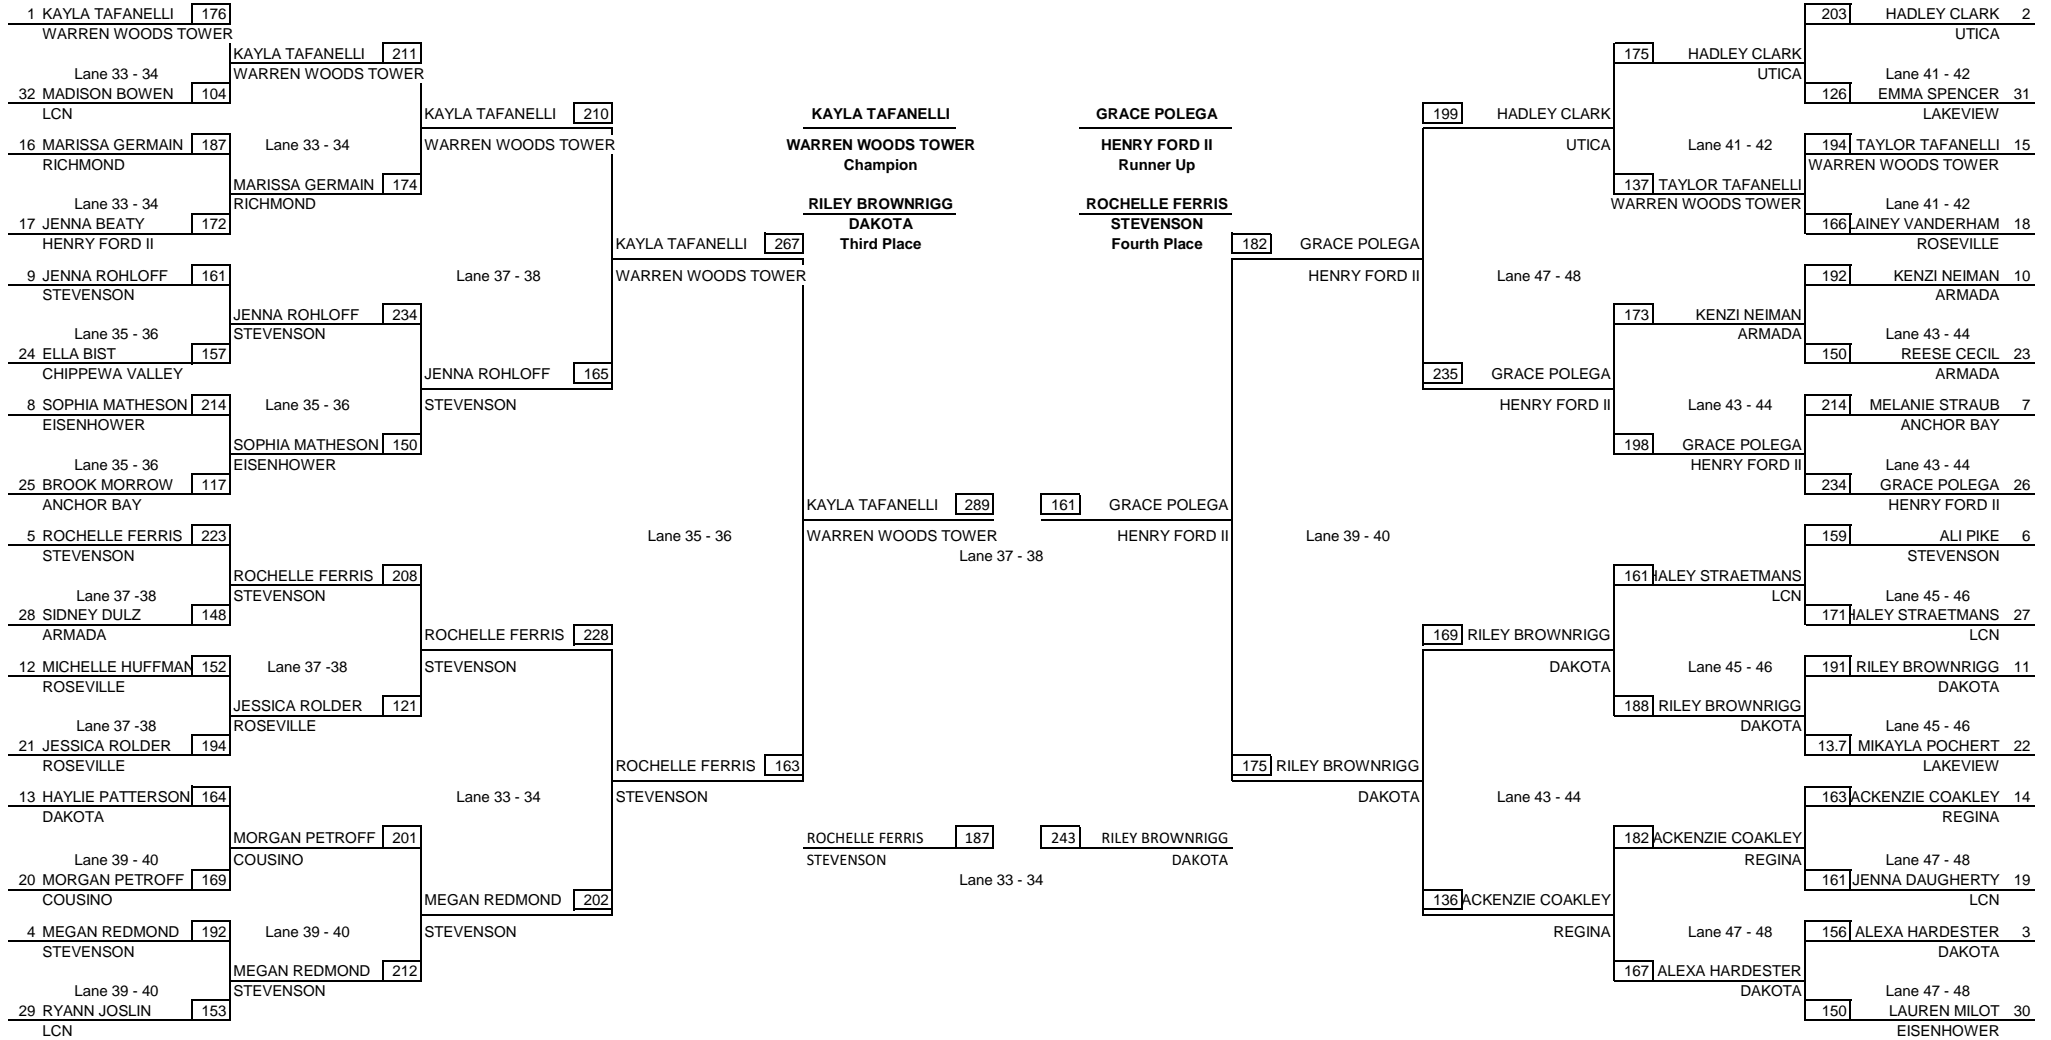 1 KAYLA TAFANELLI 176
WARREN WOODS TOWER
Lane 33 - 34
32 MADISON BOWEN 104
LCN
16 MARISSA GERMAIN 187
RICHMOND
Lane 33 - 34
17 JENNA BEATY 172
HENRY FORD II
9 JENNA ROHLOFF 161
STEVENSON
Lane 35 - 36
24 ELLA BIST 157
CHIPPEWA VALLEY
8 SOPHIA MATHESON 214
EISENHOWER
Lane 35 - 36
25 BROOK MORROW 117
ANCHOR BAY
5 ROCHELLE FERRIS 223
STEVENSON
Lane 37 -38
28 SIDNEY DULZ 148
ARMADA
12 MICHELLE HUFFMAN 152
ROSEVILLE
Lane 37 -38
21 JESSICA ROLDER 194
ROSEVILLE
13 HAYLIE PATTERSON 164
DAKOTA
Lane 39 - 40
20 MORGAN PETROFF 169
COUSINO
4 MEGAN REDMOND 192
STEVENSON
Lane 39 - 40
29 RYANN JOSLIN 153
LCN
KAYLA TAFANELLI 211
WARREN WOODS TOWER
Lane 33 - 34
MARISSA GERMAIN 174
RICHMOND
JENNA ROHLOFF 234
STEVENSON
Lane 35 - 36
SOPHIA MATHESON 150
EISENHOWER
ROCHELLE FERRIS 208
STEVENSON
Lane 37 -38
JESSICA ROLDER 121
ROSEVILLE
MORGAN PETROFF 201
COUSINO
Lane 39 - 40
MEGAN REDMOND 212
STEVENSON
KAYLA TAFANELLI 210
WARREN WOODS TOWER
Lane 37 - 38
JENNA ROHLOFF 165
STEVENSON
ROCHELLE FERRIS 228
STEVENSON
Lane 33 - 34
MEGAN REDMOND 202
STEVENSON
KAYLA TAFANELLI 267
WARREN WOODS TOWER
Lane 35 - 36
ROCHELLE FERRIS 163
STEVENSON
KAYLA TAFANELLI
WARREN WOODS TOWER
Champion
GRACE POLEGA
HENRY FORD II
Runner Up
RILEY BROWNRIGG
DAKOTA
Third Place
ROCHELLE FERRIS
STEVENSON
Fourth Place
KAYLA TAFANELLI 289
WARREN WOODS TOWER
161 GRACE POLEGA
HENRY FORD II
Lane 37 - 38
ROCHELLE FERRIS 187
STEVENSON
243 RILEY BROWNRIGG
DAKOTA
Lane 33 - 34
182 GRACE POLEGA
HENRY FORD II
Lane 39 - 40
175 RILEY BROWNRIGG
DAKOTA
199 HADLEY CLARK
UTICA
Lane 47 - 48
235 GRACE POLEGA
HENRY FORD II
169 RILEY BROWNRIGG
DAKOTA
Lane 43 - 44
136 ACKENZIE COAKLEY
REGINA
175 HADLEY CLARK
UTICA
Lane 41 - 42
137 TAYLOR TAFANELLI
WARREN WOODS TOWER
173 KENZI NEIMAN
ARMADA
Lane 43 - 44
198 GRACE POLEGA
HENRY FORD II
161 HALEY STRAETMANS
LCN
Lane 45 - 46
188 RILEY BROWNRIGG
DAKOTA
182 ACKENZIE COAKLEY
REGINA
Lane 47 - 48
167 ALEXA HARDESTER
DAKOTA
203 HADLEY CLARK 2
UTICA
Lane 41 - 42
126 EMMA SPENCER 31
LAKEVIEW
194 TAYLOR TAFANELLI 15
WARREN WOODS TOWER
Lane 41 - 42
166 LAINEY VANDERHAM 18
ROSEVILLE
192 KENZI NEIMAN 10
ARMADA
Lane 43 - 44
150 REESE CECIL 23
ARMADA
214 MELANIE STRAUB 7
ANCHOR BAY
Lane 43 - 44
234 GRACE POLEGA 26
HENRY FORD II
159 ALI PIKE 6
STEVENSON
Lane 45 - 46
171 HALEY STRAETMANS 27
LCN
191 RILEY BROWNRIGG 11
DAKOTA
Lane 45 - 46
13.7 MIKAYLA POCHERT 22
LAKEVIEW
163 ACKENZIE COAKLEY 14
REGINA
Lane 47 - 48
161 JENNA DAUGHERTY 19
LCN
156 ALEXA HARDESTER 3
DAKOTA
Lane 47 - 48
150 LAUREN MILOT 30
EISENHOWER